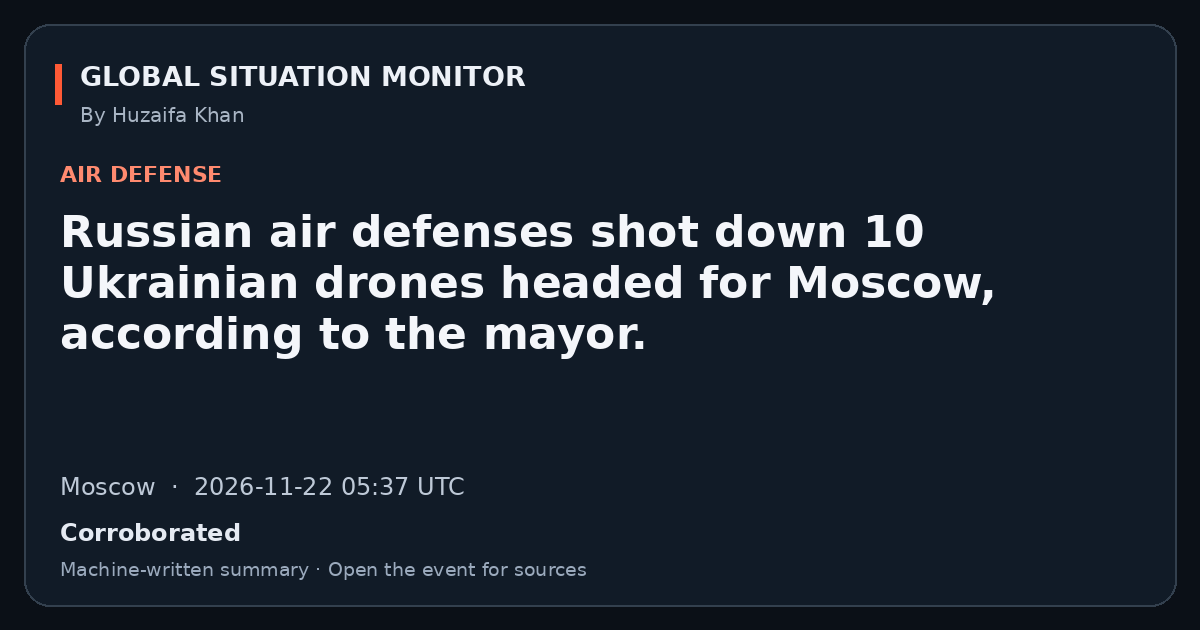 GLOBAL SITUATION MONITOR
By Huzaifa Khan
AIR DEFENSE
Russian air defenses shot down 10
Ukrainian drones headed for Moscow,
according to the mayor.
Moscow · 2026-11-22 05:37 UTC
Corroborated
Machine-written summary · Open the event for sources